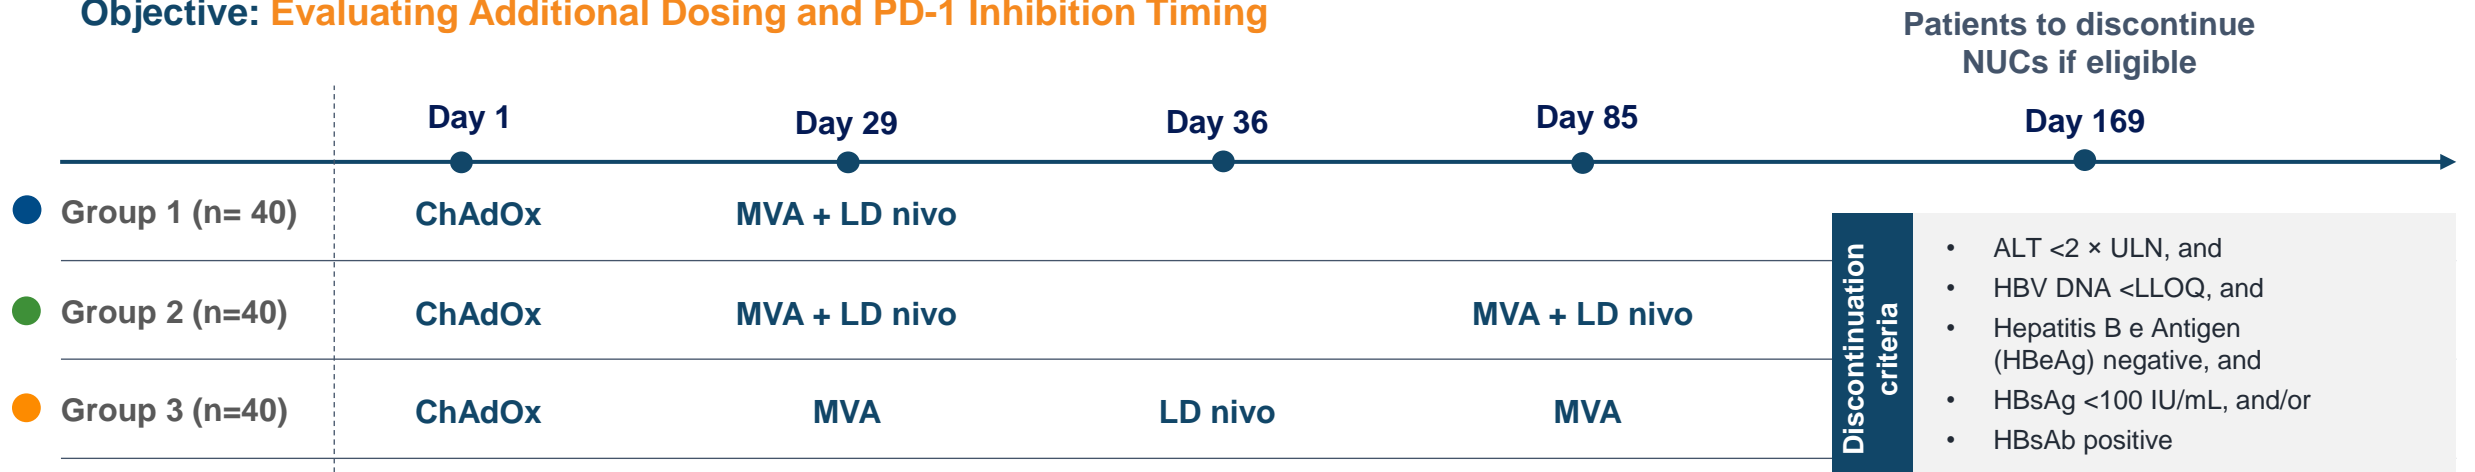 Objective: Evaluating Additional Dosing and PD-1 Inhibition Timing
Patients to discontinue
NUCs if eligible
Day 1
Day 29
Day 36
Day 85
Day 169
Group 1 (n= 40)
ChAdOx
MVA + LD nivo
Group 2 (n=40)
ChAdOx
MVA + LD nivo
MVA + LD nivo
Group 3 (n=40)
ChAdOx
MVA
LD nivo
MVA
Discontinuation
criteria
• ALT <2 × ULN, and
• HBV DNA <LLOQ, and
• Hepatitis B e Antigen
(HBeAg) negative, and
• HBsAg <100 IU/mL, and/or
• HBsAb positive